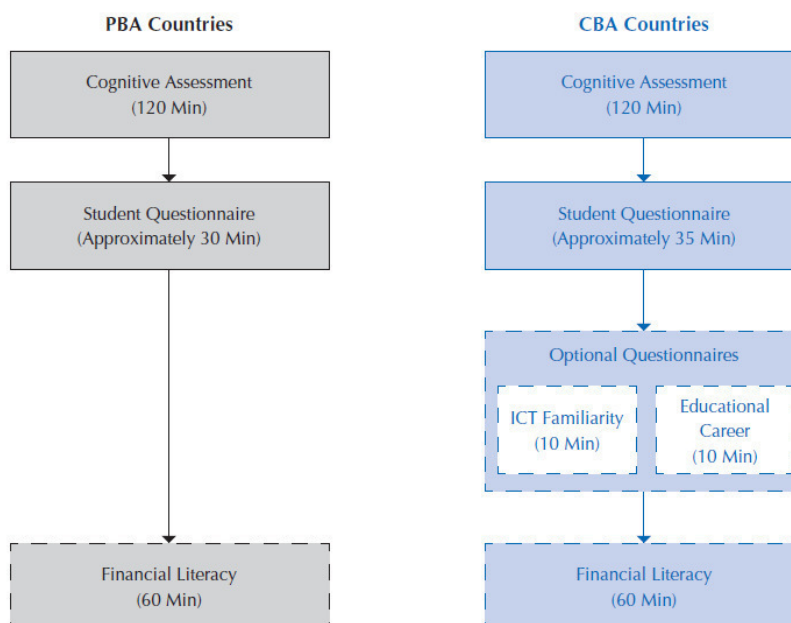 PBA Countries
Cognitive Assessment
(120 Min)
Student Questionnaire
(Approximately 30 Min)
Financial Literacy
(60 Min)
CBA Countries
Cognitive Assessment
(120 Min)
Student Questionnaire
(Approximately 35 Min)
Optional Questionnaires
ICT Familiarity
(10 Min)
Educational
Career
(10 Min)
Financial Literacy
(60 Min)